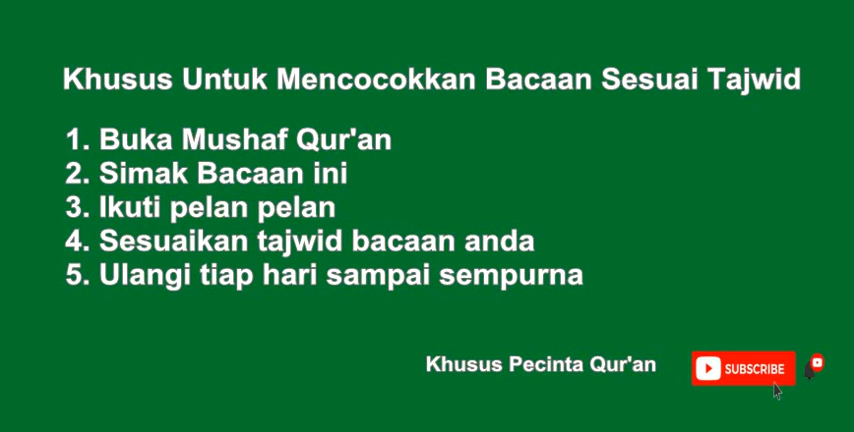 Khusus Untuk Mencocokkan Bacaan Sesuai Tajwid
1. Buka Mushaf Qur'an
2. Simak Bacaan ini
3. Ikuti pelan pelan
4. Sesuaikan tajwid bacaan anda
5. Ulangi tiap hari sampai sempurna
Khusus Pecinta Qur'an
SUBSCRIBE